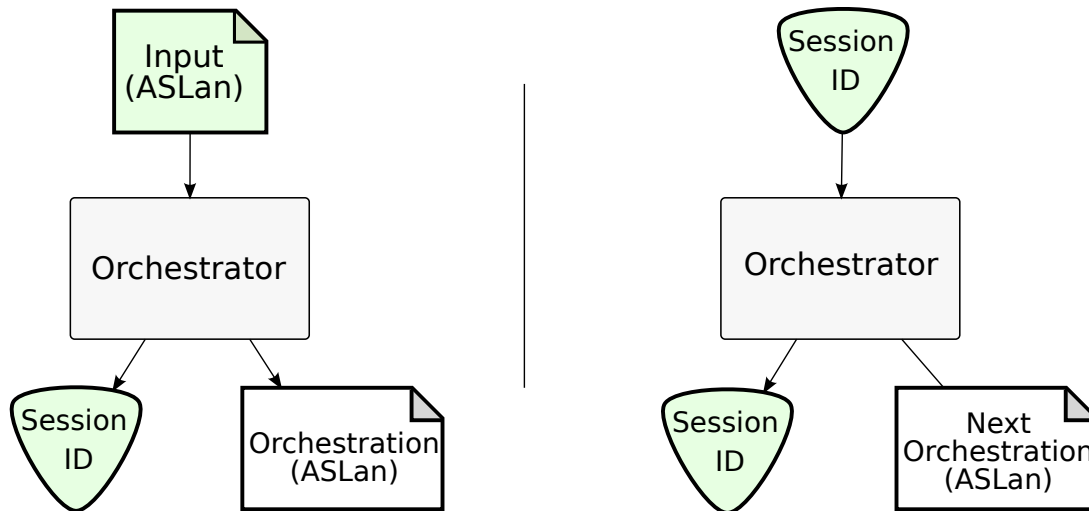 Input
(ASLan)
Orchestrator
Session
ID
Orchestration
(ASLan)
Session
ID
Orchestrator
Session
ID
Next
Orchestration
(ASLan)